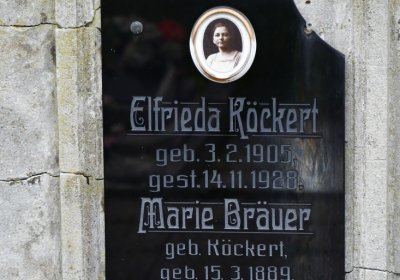 Elfrieda Köckert
geb. 3.2.1905,
gest. 14.11.1928.
Marie Bräuer
geb. Köckert,
geb. 15.3.1889.